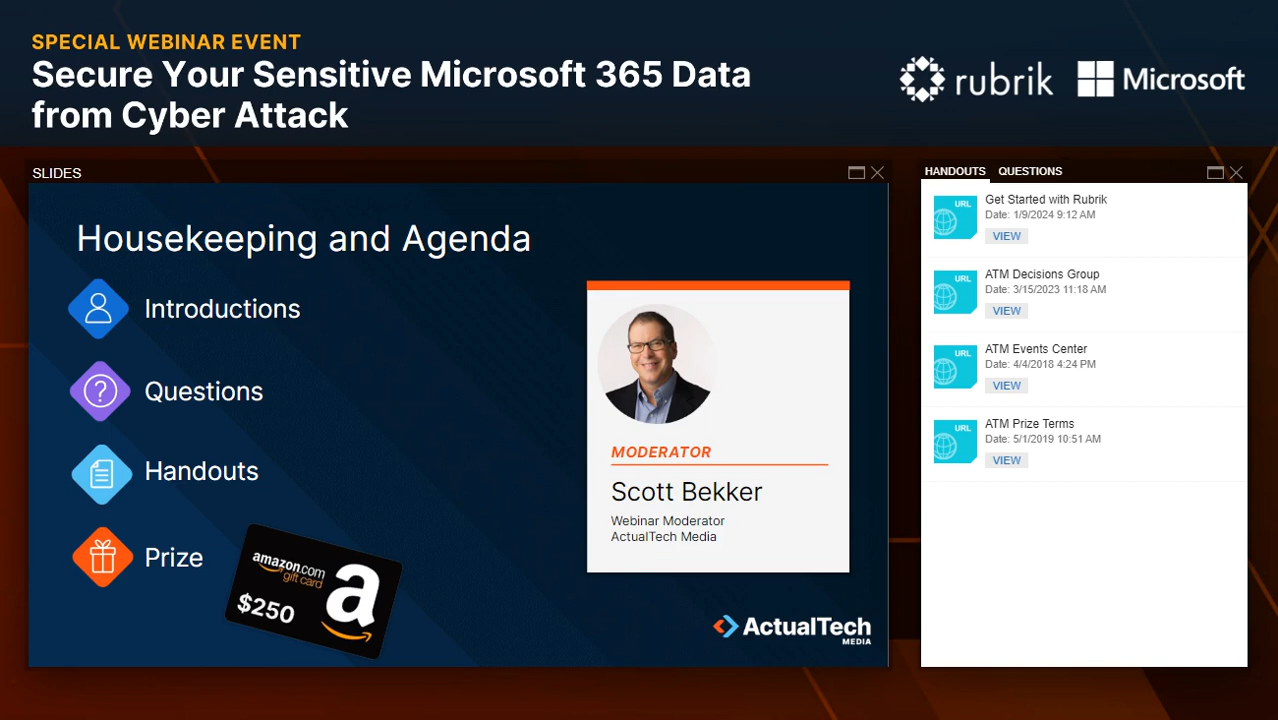 SPECIAL WEBINAR EVENT
Secure Your Sensitive Microsoft 365 Data
from Cyber Attack
rubrik
Microsoft
SLIDES
Housekeeping and Agenda
Introductions
?
Questions
Handouts
Prize
amazon.com
gift card
a
$250
MODERATOR
Scott Bekker
Webinar Moderator
ActualTech Media
ActualTech
MEDIA
HANDOUTS QUESTIONS
URL
Get Started with Rubrik
Date: 1/9/2024 9:12 AM
VIEW
URL
ATM Decisions Group
Date: 3/15/2023 11:18 AM
VIEW
URL
ATM Events Center
Date: 4/4/2018 4:24 PM
VIEW
URL
ATM Prize Terms
Date: 5/1/2019 10:51 AM
VIEW